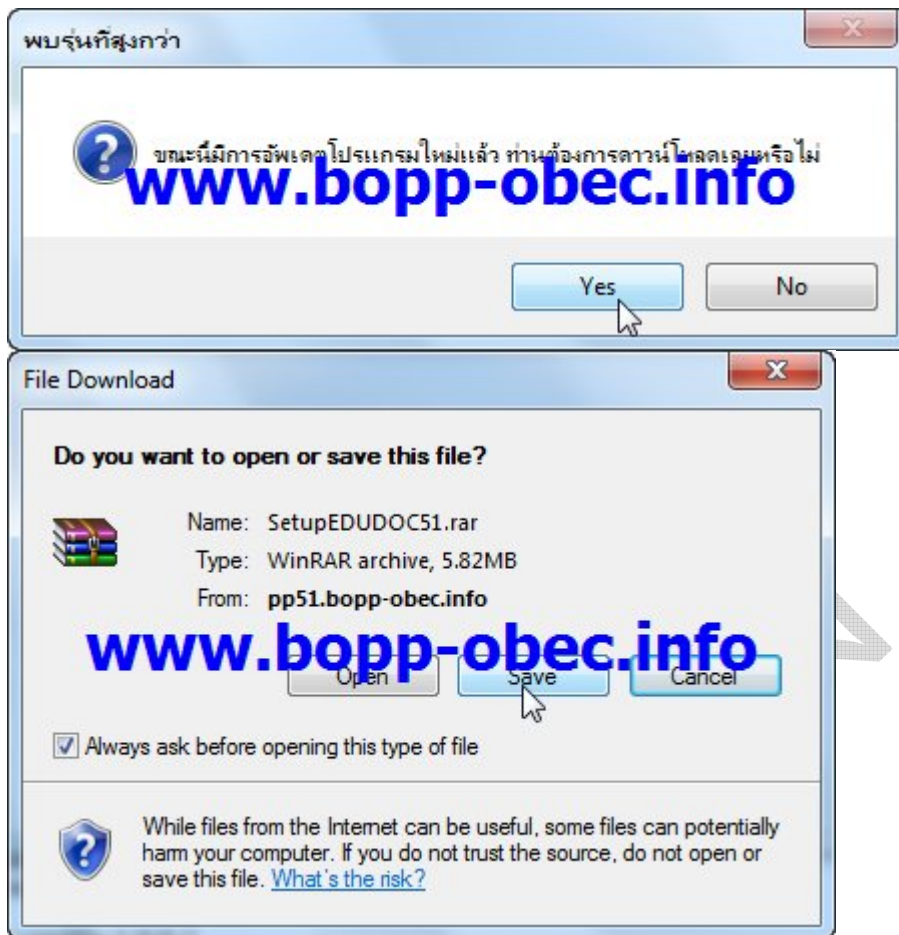 พบรุ่นที่สูงกว่า
ขณะนี้มีการอัพเดตโปรแกรมใหม่แล้ว ท่านต้องการดาวน์โหลดเลยหรือไม่
www.bopp-obec.info
Yes
No
File Download
Do you want to open or save this file?
Name: SetupEDUDOC51.rar
Type: WinRAR archive, 5.82MB
From: pp51.bopp-obec.info
www.bopp-obec.info
Open
Save
Cancel
Always ask before opening this type of file
While files from the Internet can be useful, some files can potentially
harm your computer. If you do not trust the source, do not open or
save this file. What's the risk?